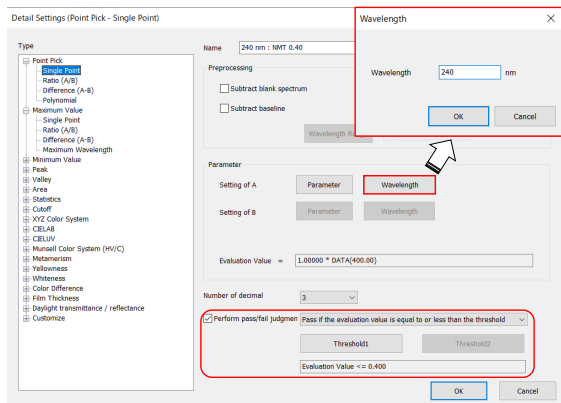 Detail Settings (Point Pick - Single Point)
Wavelength
Type
Point Pick
Single Point
Ratio (A/B)
Difference (A-B)
Polynomial
Maximum Value
Single Point
Ratio (A/B)
Difference (A-B)
Maximum Wavelength
Minimum Value
Peak
Valley
Area
Statistics
Cutoff
XYZ Color System
CIELAB
CIELUV
Munsell Color System (HV/C)
Metamerism
Yellowness
Whiteness
Color Difference
Film Thickness
Daylight transmittance / reflectance
Customize
Name 240 nm : NMT 0.40
Preprocessing
Subtract blank spectrum
Subtract baseline
Wavelength
Wavelength 240 nm
OK Cancel
Parameter
Setting of A Parameter Wavelength
Setting of B Parameter Wavelength
Evaluation Value = 1.00000 * DATA(400.00)
Number of decimal 3
Perform pass/fail judgmen Pass if the evaluation value is equal to or less than the threshold
Threshold1 Threshold2
Evaluation Value <= 0.400
OK Cancel